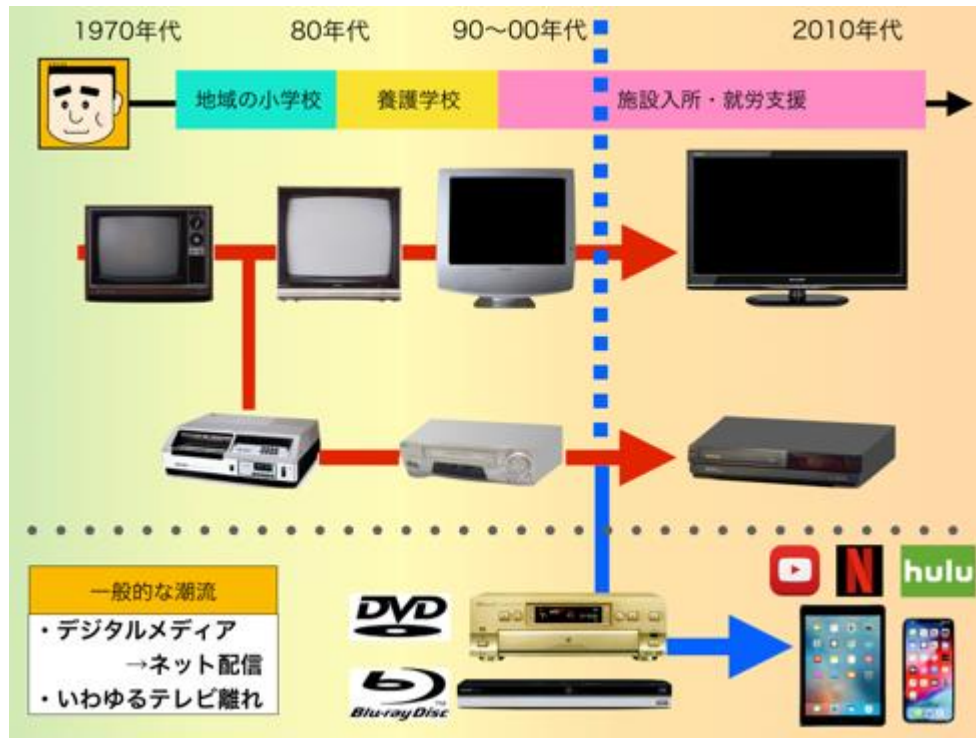 1970年代
80年代
90〜00年代
2010年代
地域の小学校
養護学校
施設入所・就労支援
一般的な潮流
・デジタルメディア
→ネット配信
・いわゆるテレビ離れ
DVD
Blu-ray Disc
TM
N
hulu